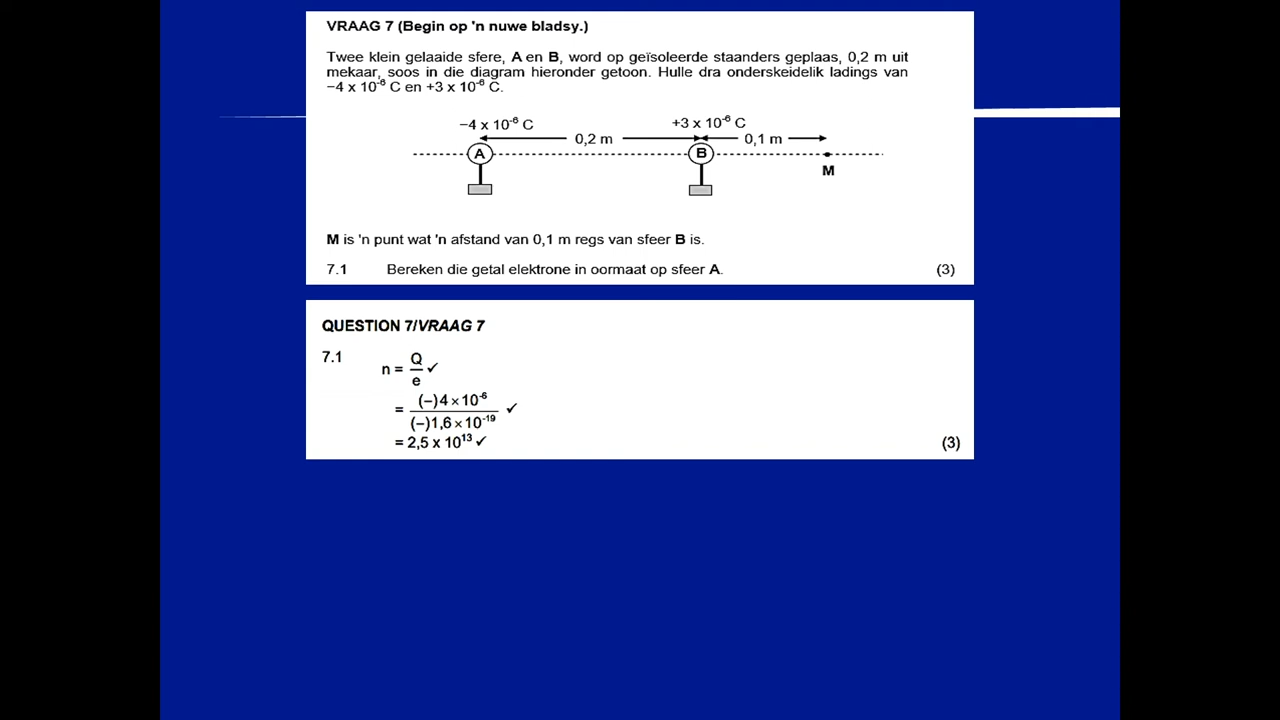 VRAAG 7 (Begin op 'n nuwe bladsy.)
Twee klein gelaaide sfere, A en B, word op geïsoleerde staanders geplaas, 0,2 m uit
mekaar, soos in die diagram hieronder getoon. Hulle dra onderskeidelik ladings van
−4 x 10⁻⁶ C en +3 x 10⁻⁶ C.
−4 x 10⁻⁶ C
+3 x 10⁻⁶ C
0,2 m
0,1 m
A
B
M
M is 'n punt wat 'n afstand van 0,1 m regs van sfeer B is.
7.1 Bereken die getal elektrone in oormaat op sfeer A. (3)
QUESTION 7/VRAAG 7
7.1 n = Q/e ✓
= (−)4 × 10⁻⁶ / (−)1,6 × 10⁻¹⁹ ✓
= 2,5 x 10¹³ ✓ (3)